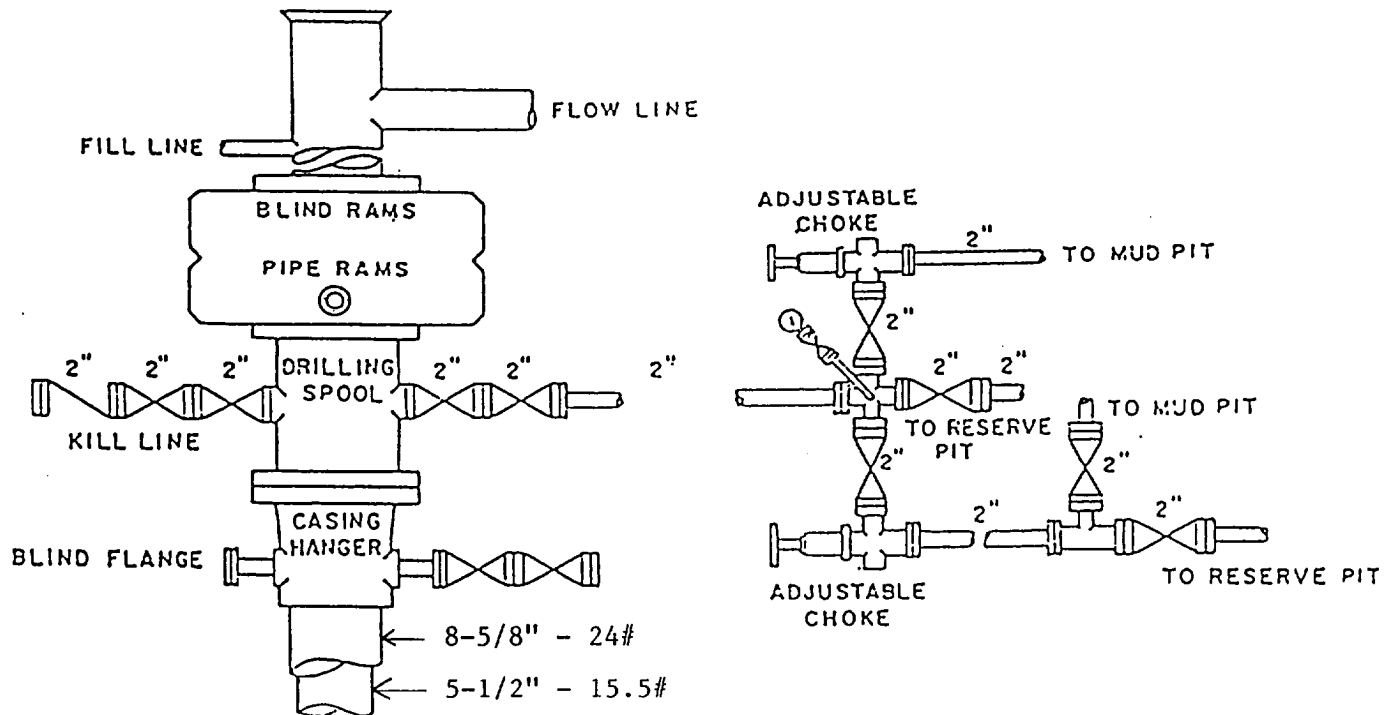 FLOW LINE
FILL LINE
BLIND RAMS
PIPE RAMS
2" 2" 2"
DRILLING
SPOOL
2" 2" 2"
KILL LINE
CASING
HANGER
BLIND FLANGE
8-5/8" - 24#
5-1/2" - 15.5#
ADJUSTABLE
CHOKE
2"
TO MUD PIT
2"
2" 2"
TO RESERVE
PIT
TO MUD PIT
2"
2"
2"
2"
TO RESERVE PIT
ADJUSTABLE
CHOKE